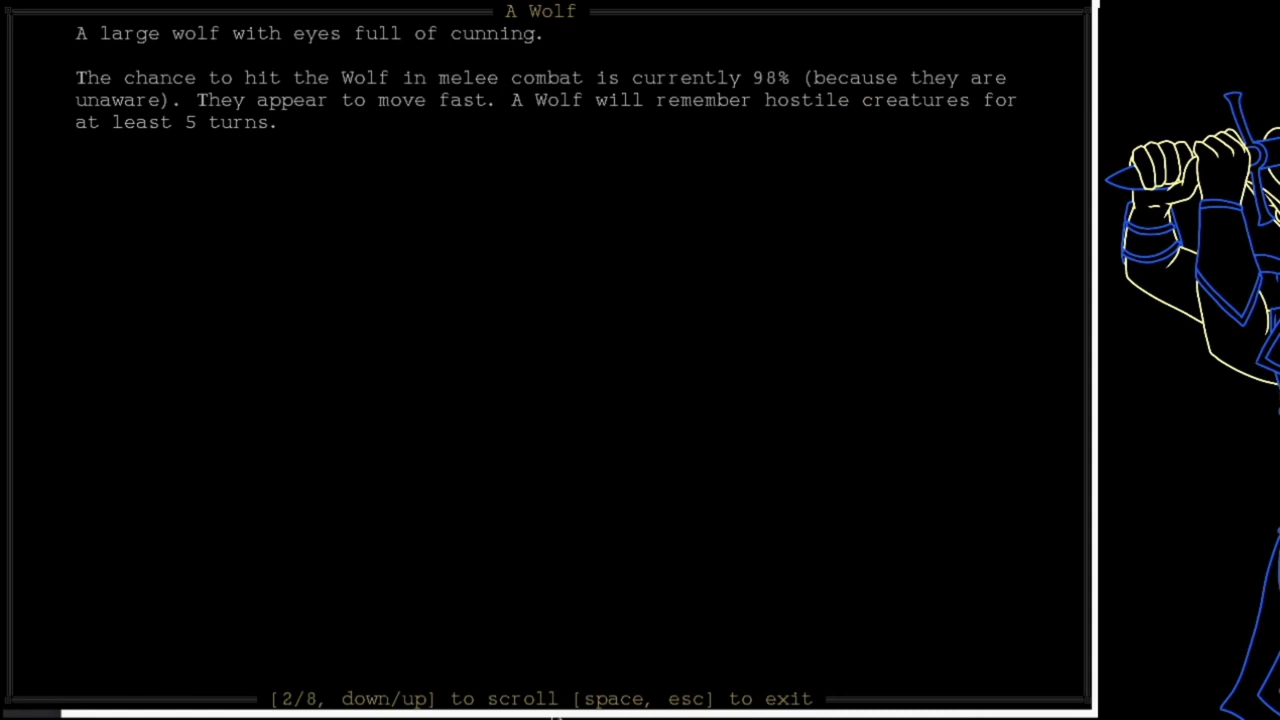 A Wolf
A large wolf with eyes full of cunning.
The chance to hit the Wolf in melee combat is currently 98% (because they are
unaware). They appear to move fast. A Wolf will remember hostile creatures for
at least 5 turns.
[2/8, down/up] to scroll [space, esc] to exit